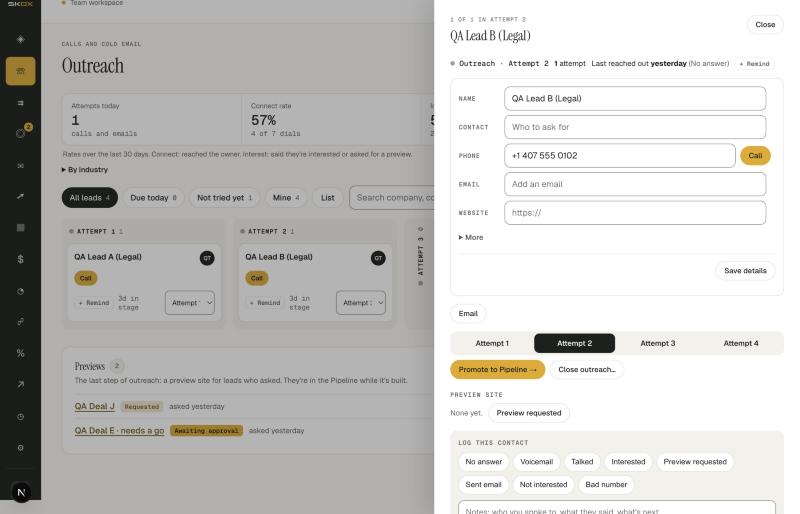 SKOX
Team workspace
CALLS AND COLD EMAIL
Outreach
Attempts today
1
calls and emails
Connect rate
57%
4 of 7 dials
Rates over the last 30 days. Connect: reached the owner. Interest: said they're interested or asked for a preview.
▶ By industry
All leads 4
Due today 0
Not tried yet 1
Mine 4
List
Search company, co
ATTEMPT 1 1
QA Lead A (Legal)
QT
Call
+ Remind
3d in stage
Attempt
ATTEMPT 2 1
QA Lead B (Legal)
QT
Call
+ Remind
3d in stage
Attempt
ATTEMPT 3 0
Previews 2
The last step of outreach: a preview site for leads who asked. They're in the Pipeline while it's built.
QA Deal J Requested asked yesterday
QA Deal E · needs a go Awaiting approval asked yesterday
2
N
1 OF 1 IN ATTEMPT 2
QA Lead B (Legal)
Close
Outreach · Attempt 2 1 attempt Last reached out yesterday (No answer) + Remind
NAME QA Lead B (Legal)
CONTACT Who to ask for
PHONE +1 407 555 0102 Call
EMAIL Add an email
WEBSITE https://
▶ More
Save details
Email
Attempt 1 Attempt 2 Attempt 3 Attempt 4
Promote to Pipeline → Close outreach…
PREVIEW SITE
None yet. Preview requested
LOG THIS CONTACT
No answer Voicemail Talked Interested Preview requested
Sent email Not interested Bad number
Notes: who you spoke to, what they said, what's next